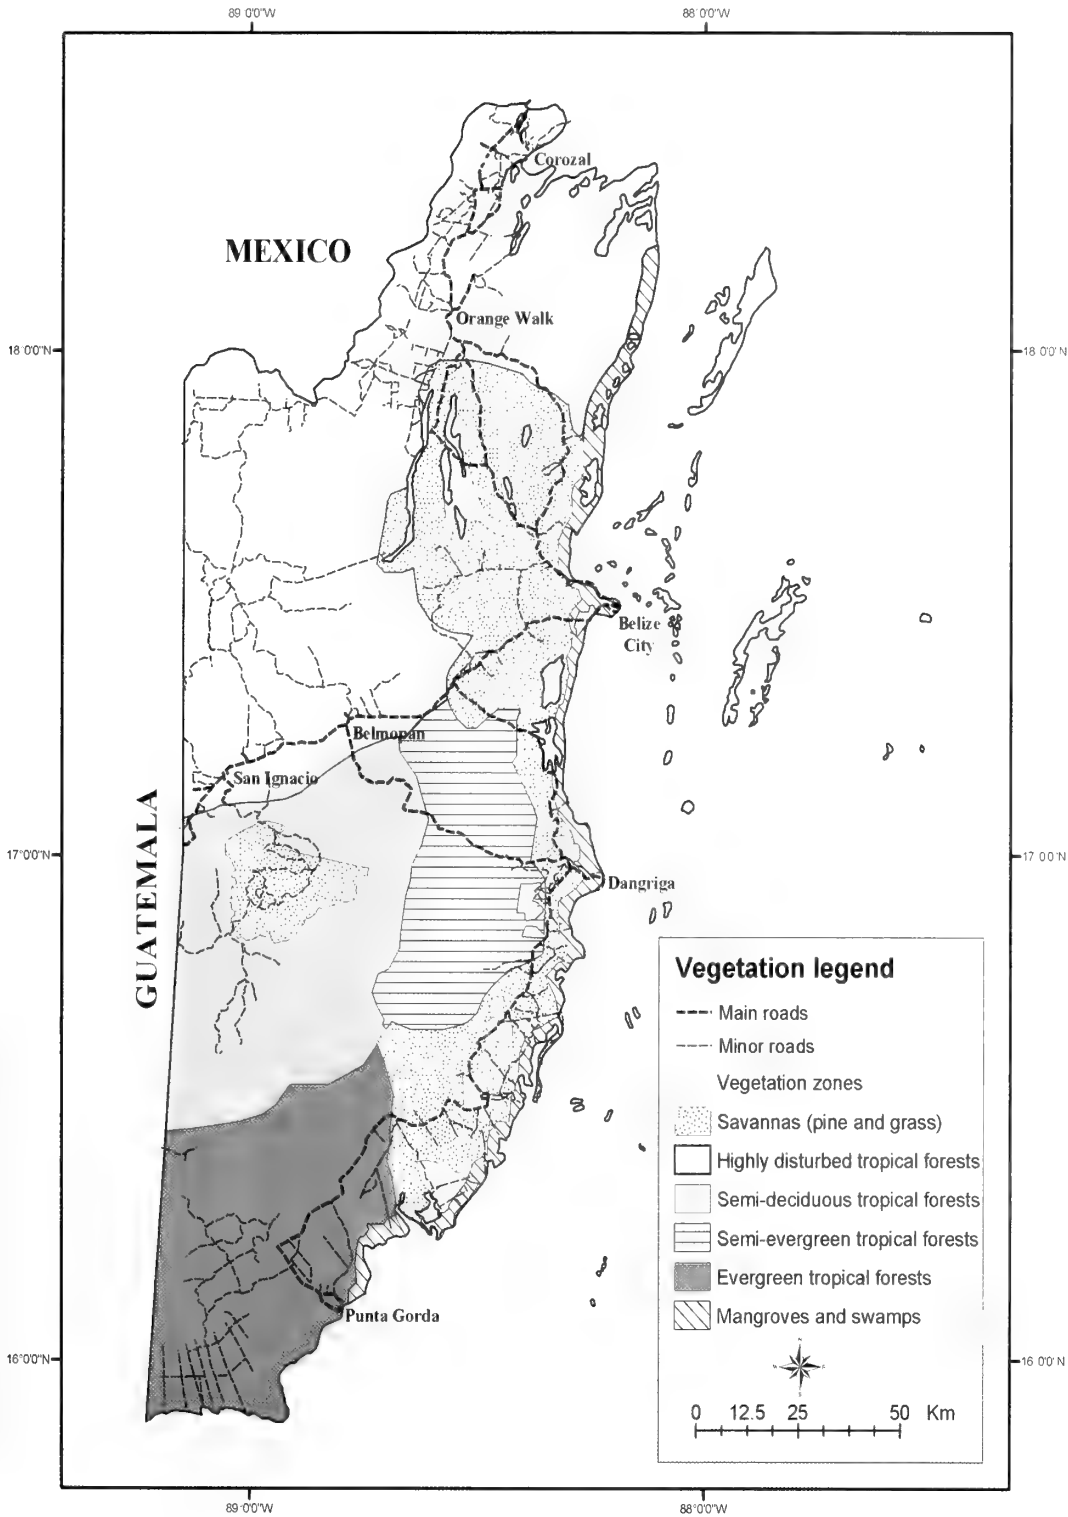 89°0'0"W
88°0'0"W
Corozal
MEXICO
Orange Walk
18°0'0"N
18°0'0"N
Belize
City
Belmopan
San Ignacio
GUATEMALA
17°0'0"N
17°0'0"N
Dangriga
Vegetation legend
Main roads
Minor roads
Vegetation zones
Savannas (pine and grass)
Highly disturbed tropical forests
Semi-deciduous tropical forests
Semi-evergreen tropical forests
Evergreen tropical forests
Mangroves and swamps
Punta Gorda
16°0'0"N
16°0'0"N
0 12.5 25 50 Km
89°0'0"W
88°0'0"W